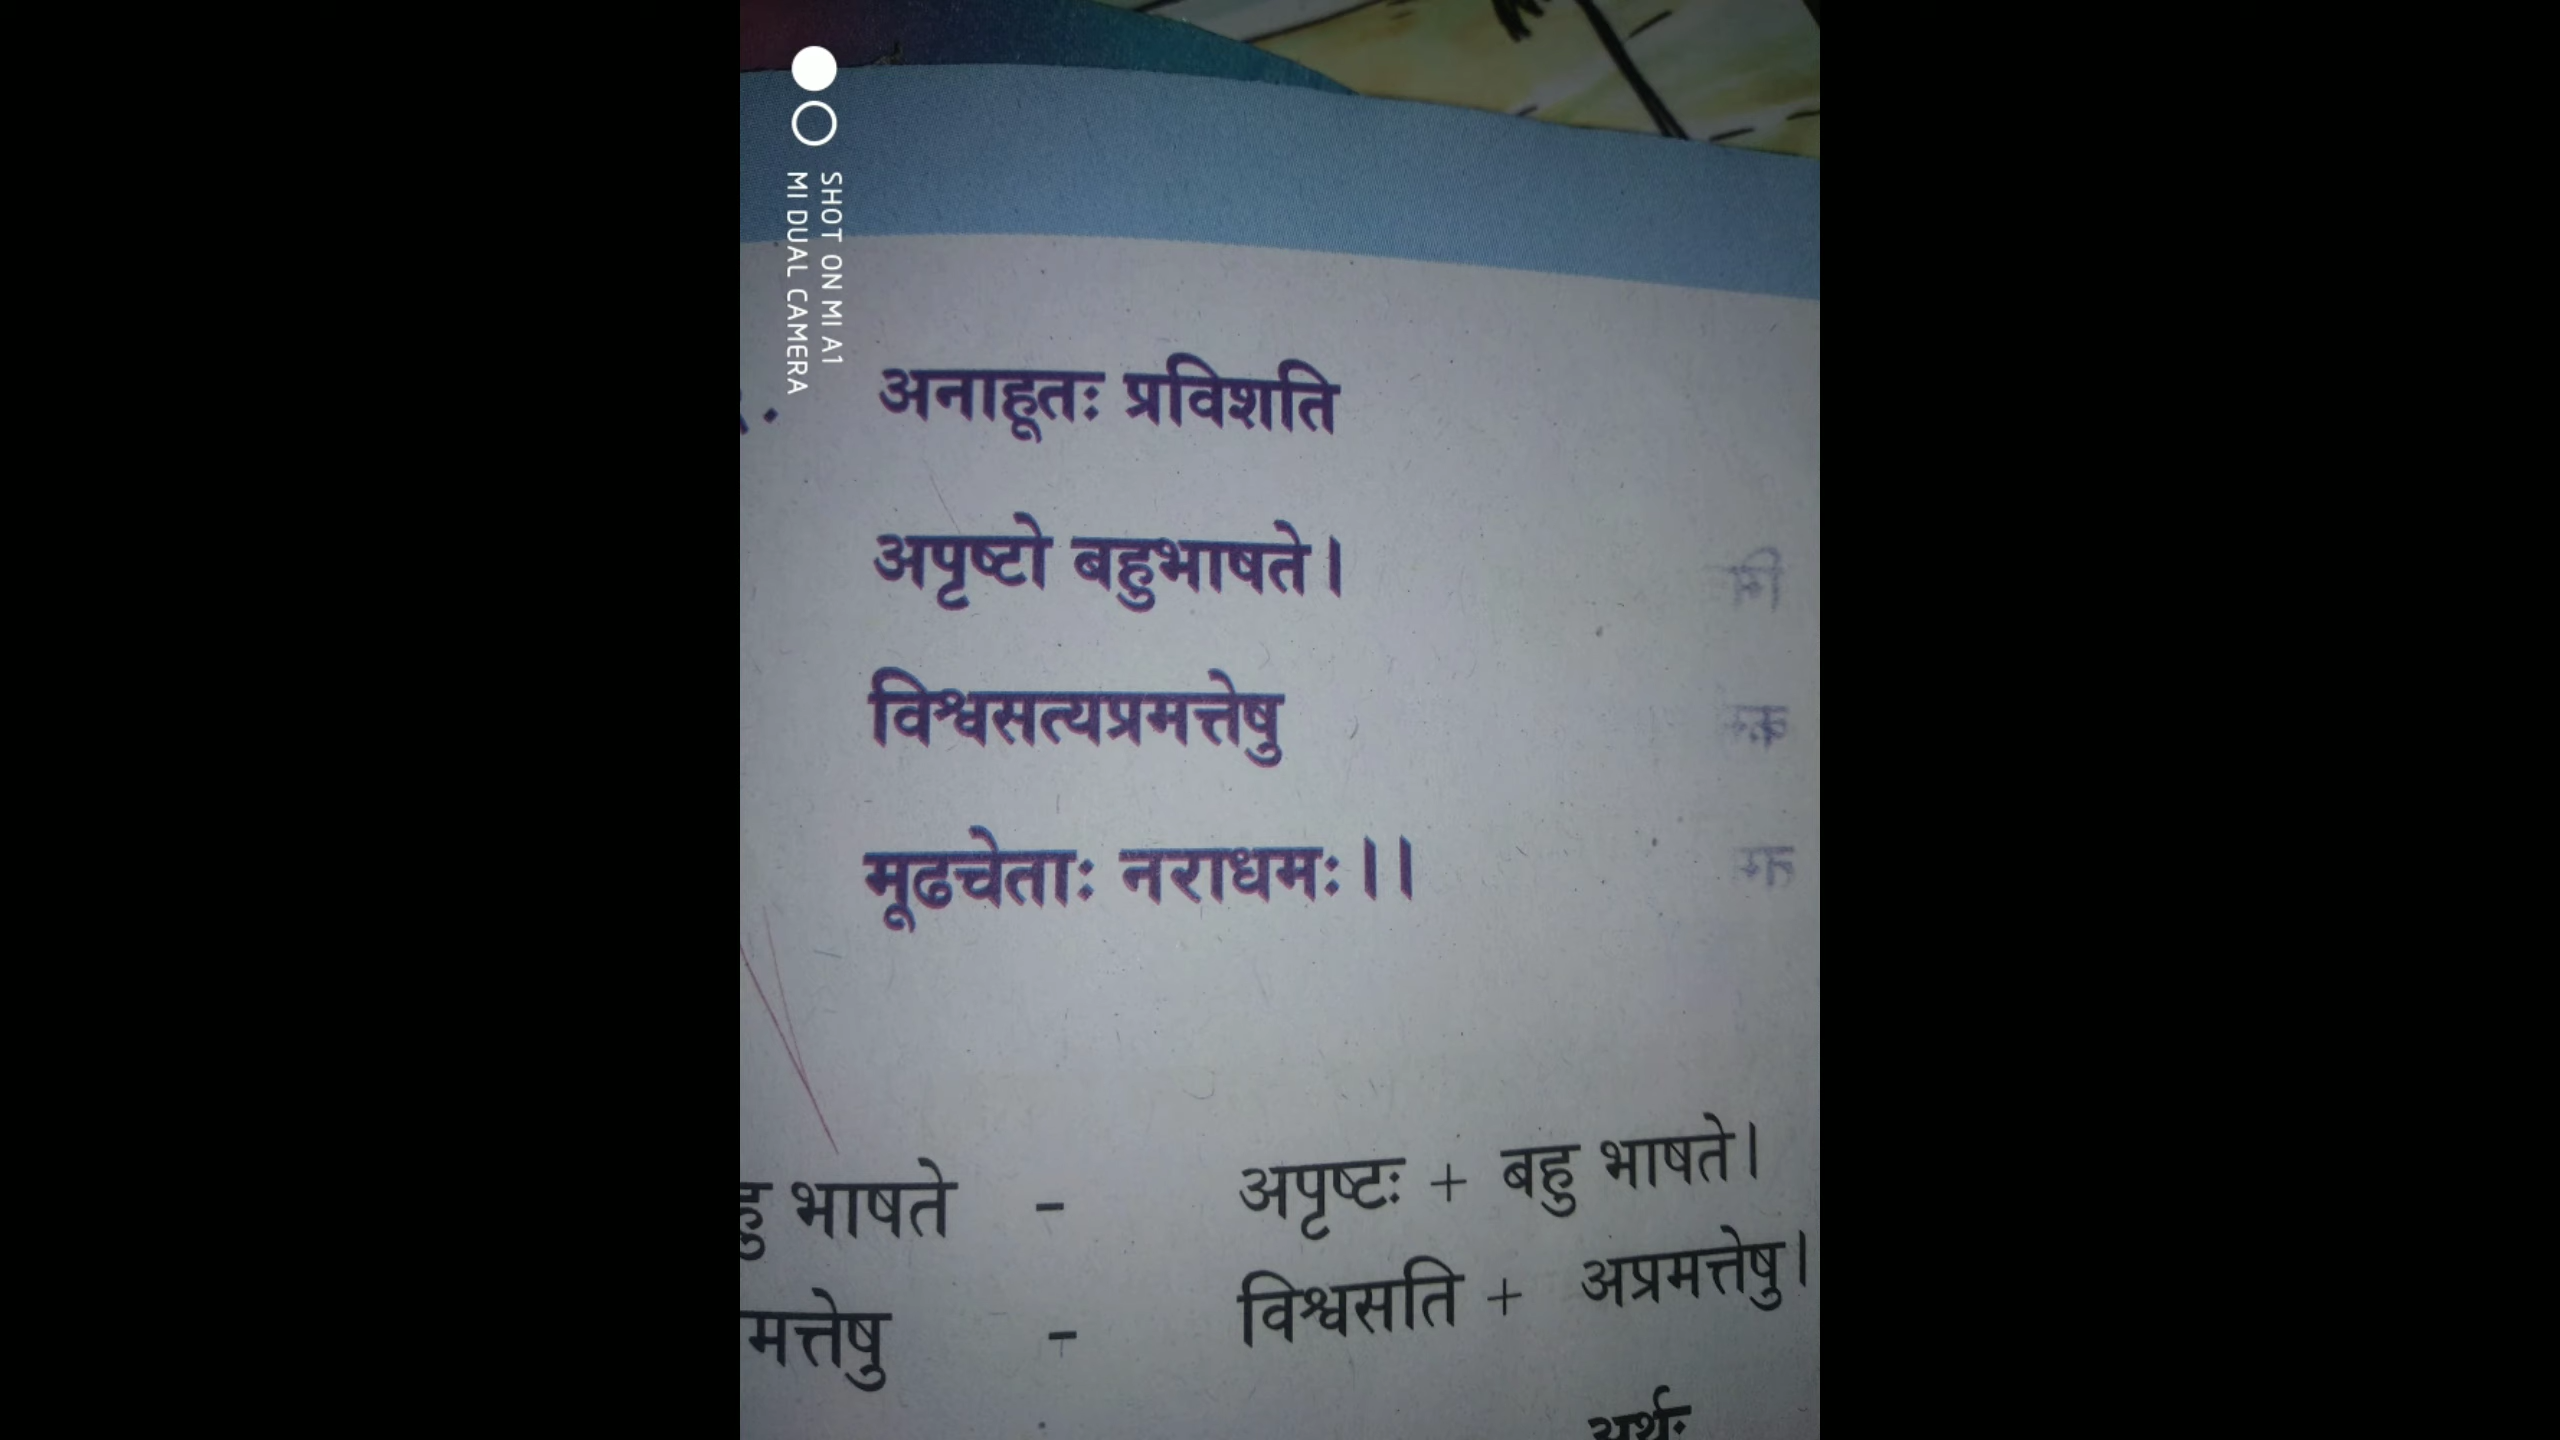 SHOT ON MI A1
MI DUAL CAMERA
अनाहूतः प्रविशति
अपृष्टो बहुभाषते।
विश्वसत्यप्रमत्तेषु
मूढचेताः नराधमः।।
हु भाषते - अपृष्टः + बहु भाषते।
मत्तेषु - विश्वसति + अप्रमत्तेषु।
अर्थः